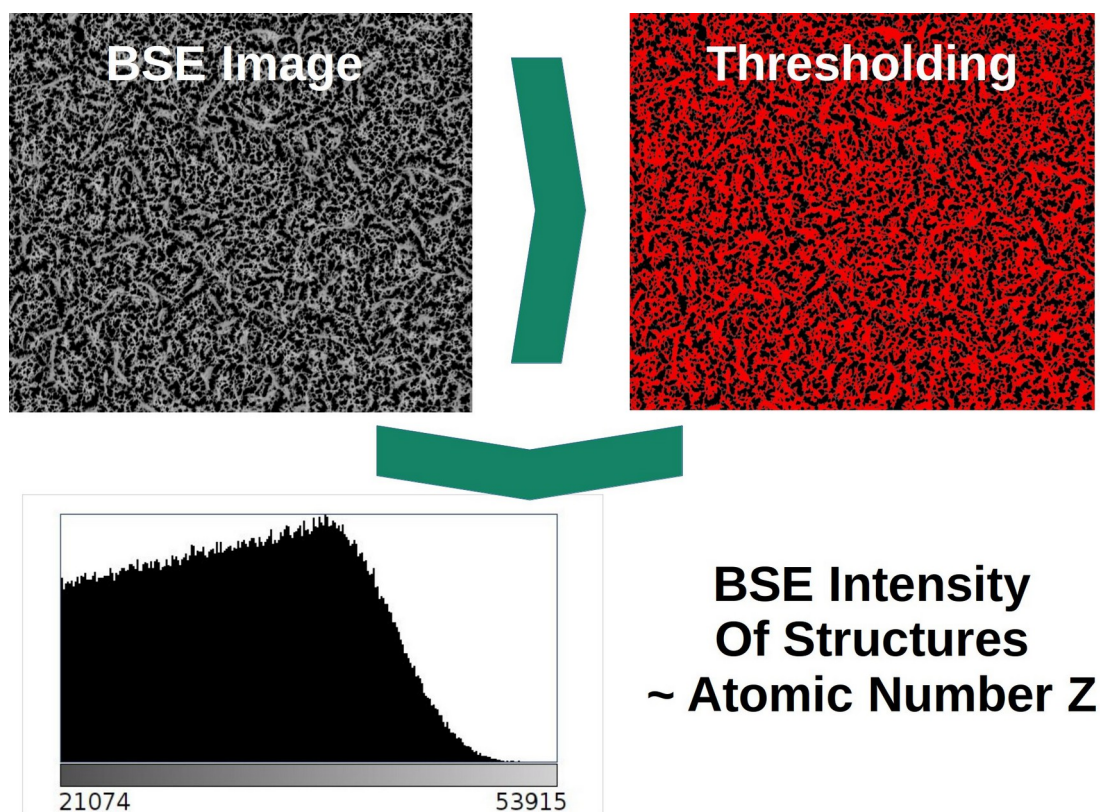 BSE Image
Thresholding
BSE Intensity
Of Structures
~ Atomic Number Z
21074
53915